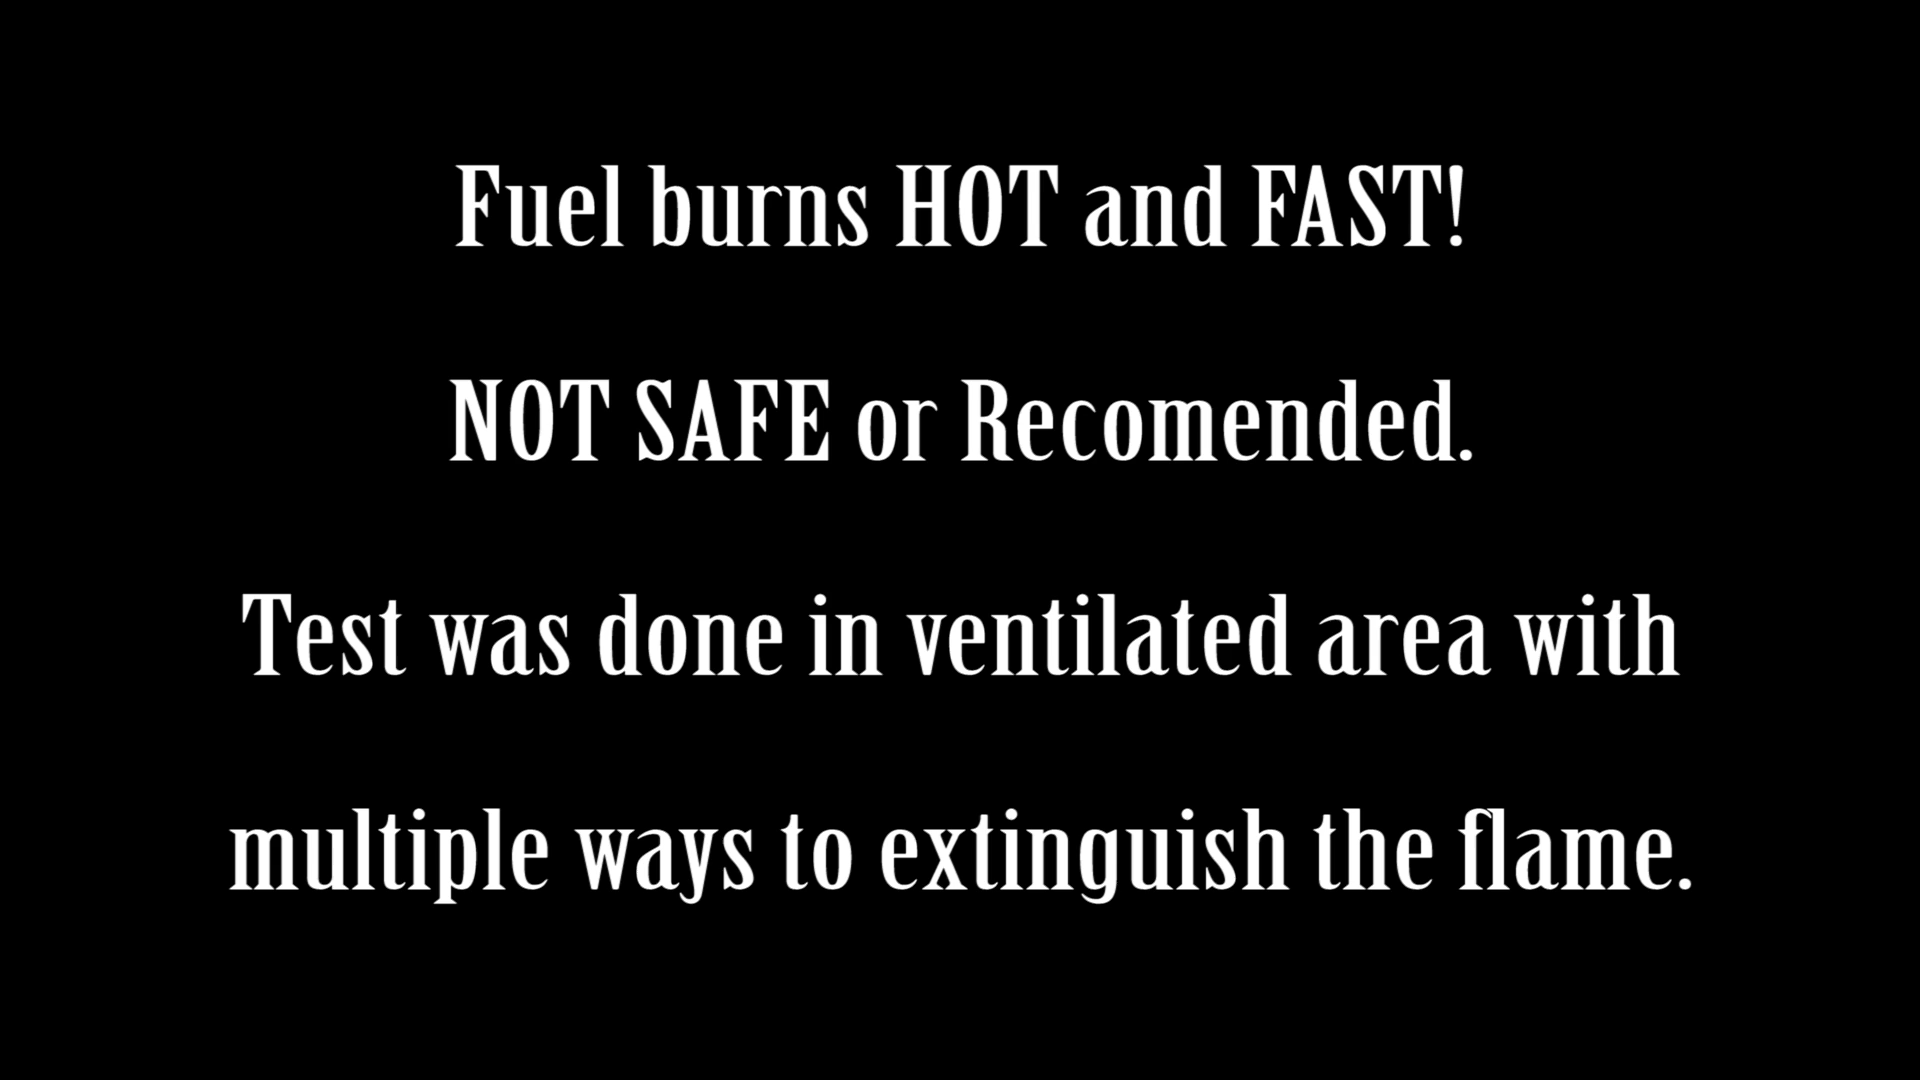 Fuel burns HOT and FAST!
NOT SAFE or Recomended.
Test was done in ventilated area with
multiple ways to extinguish the flame.